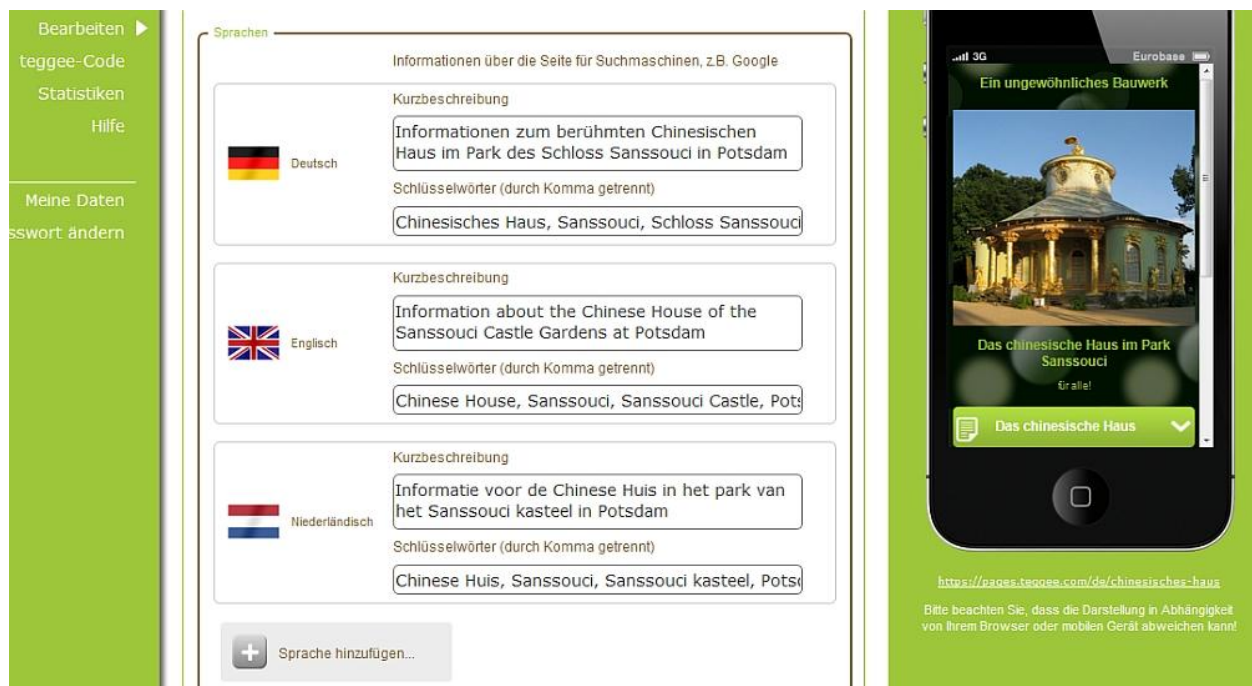 Bearbeiten
teggee-Code
Statistiken
Hilfe
Meine Daten
sswort ändern
Sprachen
Informationen über die Seite für Suchmaschinen, z.B. Google
Kurzbeschreibung
Informationen zum berühmten Chinesischen
Haus im Park des Schloss Sanssouci in Potsdam
Deutsch
Schlüsselwörter (durch Komma getrennt)
Chinesisches Haus, Sanssouci, Schloss Sanssouci
Kurzbeschreibung
Information about the Chinese House of the
Sanssouci Castle Gardens at Potsdam
Englisch
Schlüsselwörter (durch Komma getrennt)
Chinese House, Sanssouci, Sanssouci Castle, Pots
Kurzbeschreibung
Informatie voor de Chinese Huis in het park van
het Sanssouci kasteel in Potsdam
Niederländisch
Schlüsselwörter (durch Komma getrennt)
Chinese Huis, Sanssouci, Sanssouci kasteel, Pots
Sprache hinzufügen...
3G Eurobase
Ein ungewöhnliches Bauwerk
Das chinesische Haus im Park
Sanssouci
für alle!
Das chinesische Haus
https://pages.teggee.com/de/chinesisches-haus
Bitte beachten Sie, dass die Darstellung in Abhängigkeit
von Ihrem Browser oder mobilen Gerät abweichen kann!